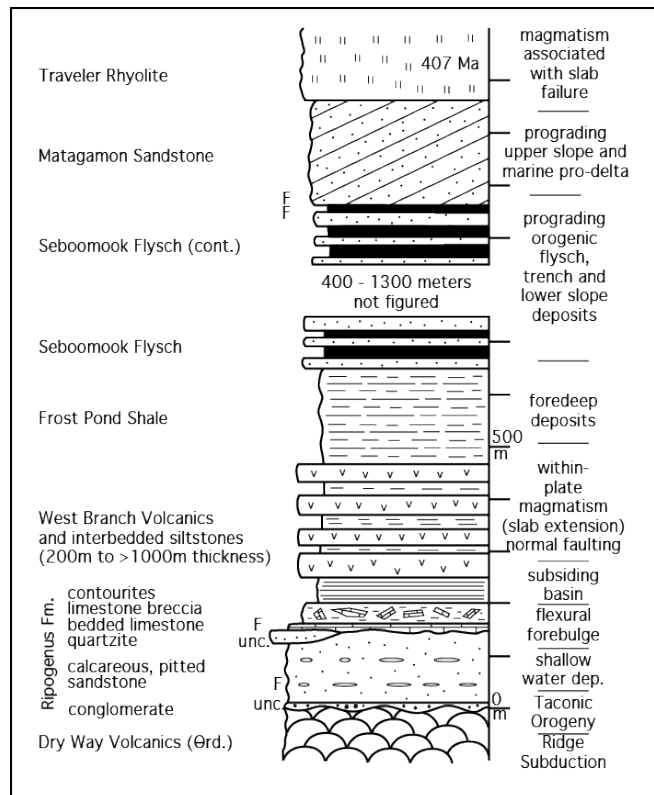 Traveler Rhyolite
Matagamon Sandstone
Seboomook Flysch (cont.)
Seboomook Flysch
Frost Pond Shale
West Branch Volcanics
and interbedded siltstones
(200m to >1000m thickness)
Ripogenus Fm.
contourites
limestone breccia
bedded limestone
quartzite
calcareous, pitted
sandstone
conglomerate
Dry Way Volcanics (Ord.)
407 Ma
F
F
400 - 1300 meters
not figured
500
m
F
unc.
F
unc.
0
m
magmatism
associated
with slab
failure
prograding
upper slope and
marine pro-delta
prograding
orogenic
flysch,
trench and
lower slope
deposits
foredeep
deposits
within-
plate
magmatism
(slab extension)
normal faulting
subsiding
basin
flexural
forebulge
shallow
water dep.
Taconic
Orogeny
Ridge
Subduction